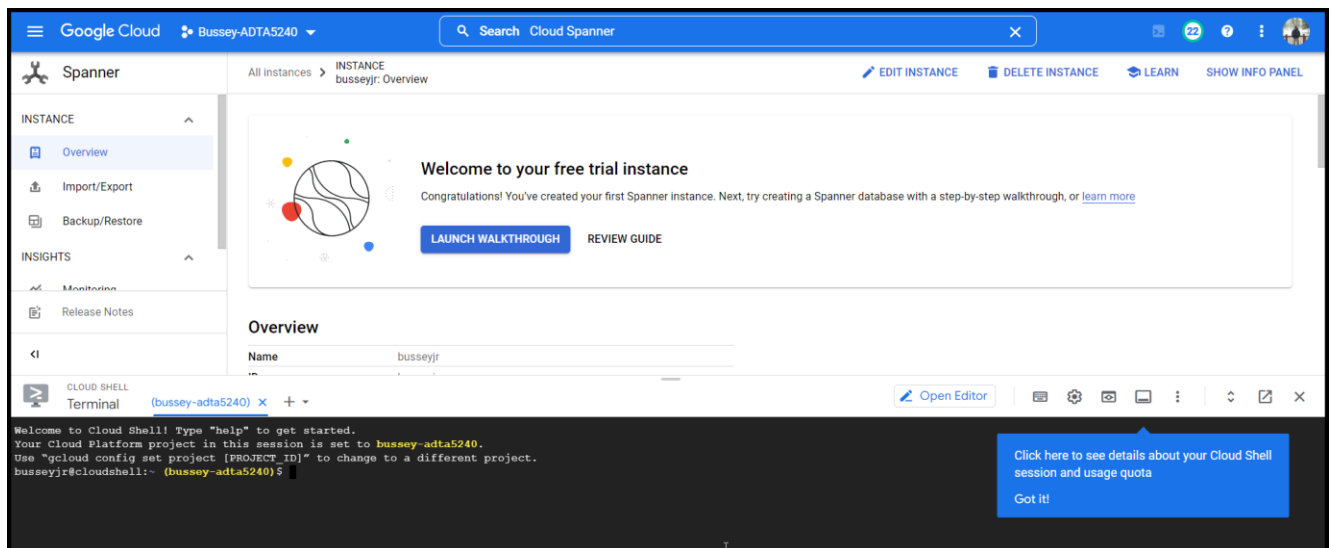 Google Cloud
Bussey-ADTA5240
Search Cloud Spanner
22
Spanner
All instances
INSTANCE
busseyjr: Overview
EDIT INSTANCE
DELETE INSTANCE
LEARN
SHOW INFO PANEL
INSTANCE
Overview
Import/Export
Backup/Restore
INSIGHTS
Monitoring
Release Notes
Welcome to your free trial instance
Congratulations! You've created your first Spanner instance. Next, try creating a Spanner database with a step-by-step walkthrough, or learn more
LAUNCH WALKTHROUGH
REVIEW GUIDE
Overview
Name busseyjr
CLOUD SHELL
Terminal
(bussey-adta5240)
Open Editor
Welcome to Cloud Shell! Type "help" to get started.
Your Cloud Platform project in this session is set to bussey-adta5240.
Use "gcloud config set project [PROJECT_ID]" to change to a different project.
busseyjr@cloudshell:~ (bussey-adta5240)$
Click here to see details about your Cloud Shell
session and usage quota
Got it!